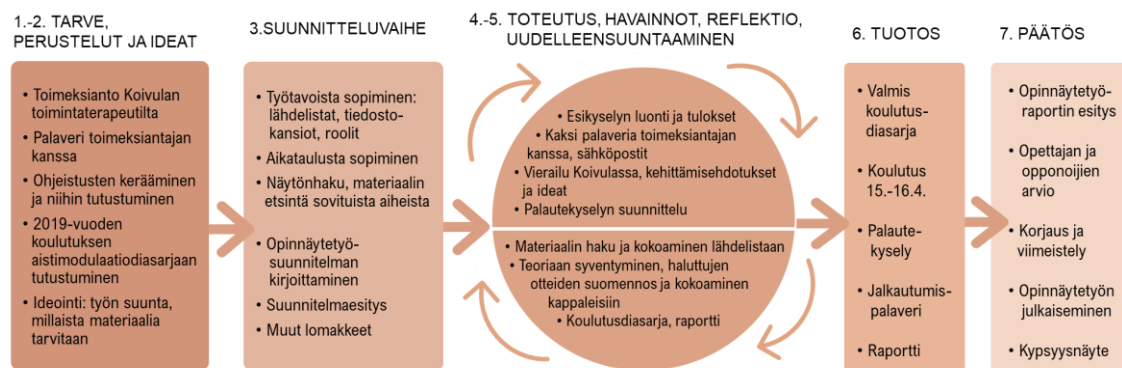 1.-2. TARVE,
PERUSTELUT JA IDEAT
• Toimeksianto Koivulan
toimintaterapeutilta
• Palaveri toimeksiantajan
kanssa
• Ohjeistusten kerääminen
ja niihin tutustuminen
• 2019-vuoden
koulutuksen
aistimodulaatiodiasarjaan
tutustuminen
• Ideointi: työn suunta,
millaista materiaalia
tarvitaan
3.SUUNNITTELUVAIHE
• Työtavoista sopiminen:
lähdelistat, tiedosto-
kansiot, roolit
• Aikataulusta sopiminen
• Näytönhaku, materiaalin
etsintä sovituista aiheista
• Opinnäytetyö-
suunnitelman
kirjoittaminen
• Suunnitelmaesitys
• Muut lomakkeet
4.-5. TOTEUTUS, HAVAINNOT, REFLEKTIO,
UUDELLEENSUUNTAAMINEN
• Esikyselyn luonti ja tulokset
• Kaksi palaveria toimeksiantajan
kanssa, sähköpostit
• Vierailu Koivulassa, kehittämisehdotukset
ja ideat
• Palautekyselyn suunnittelu
• Materiaalin haku ja kokoaminen lähdelistaan
• Teoriaan syventyminen, haluttujen
otteiden suomennos ja kokoaminen
kappaleisiin
• Koulutusdiasarja, raportti
6. TUOTOS
• Valmis
koulutus-
diasarja
• Koulutus
15.-16.4.
• Palaute-
kysely
• Jalkautumis-
palaveri
• Raportti
7. PÄÄTÖS
• Opinnäytetyö-
raportin esitys
• Opettajan ja
opponoijien
arvio
• Korjaus ja
viimeistely
• Opinnäytetyön
julkaiseminen
• Kypsyysnäyte